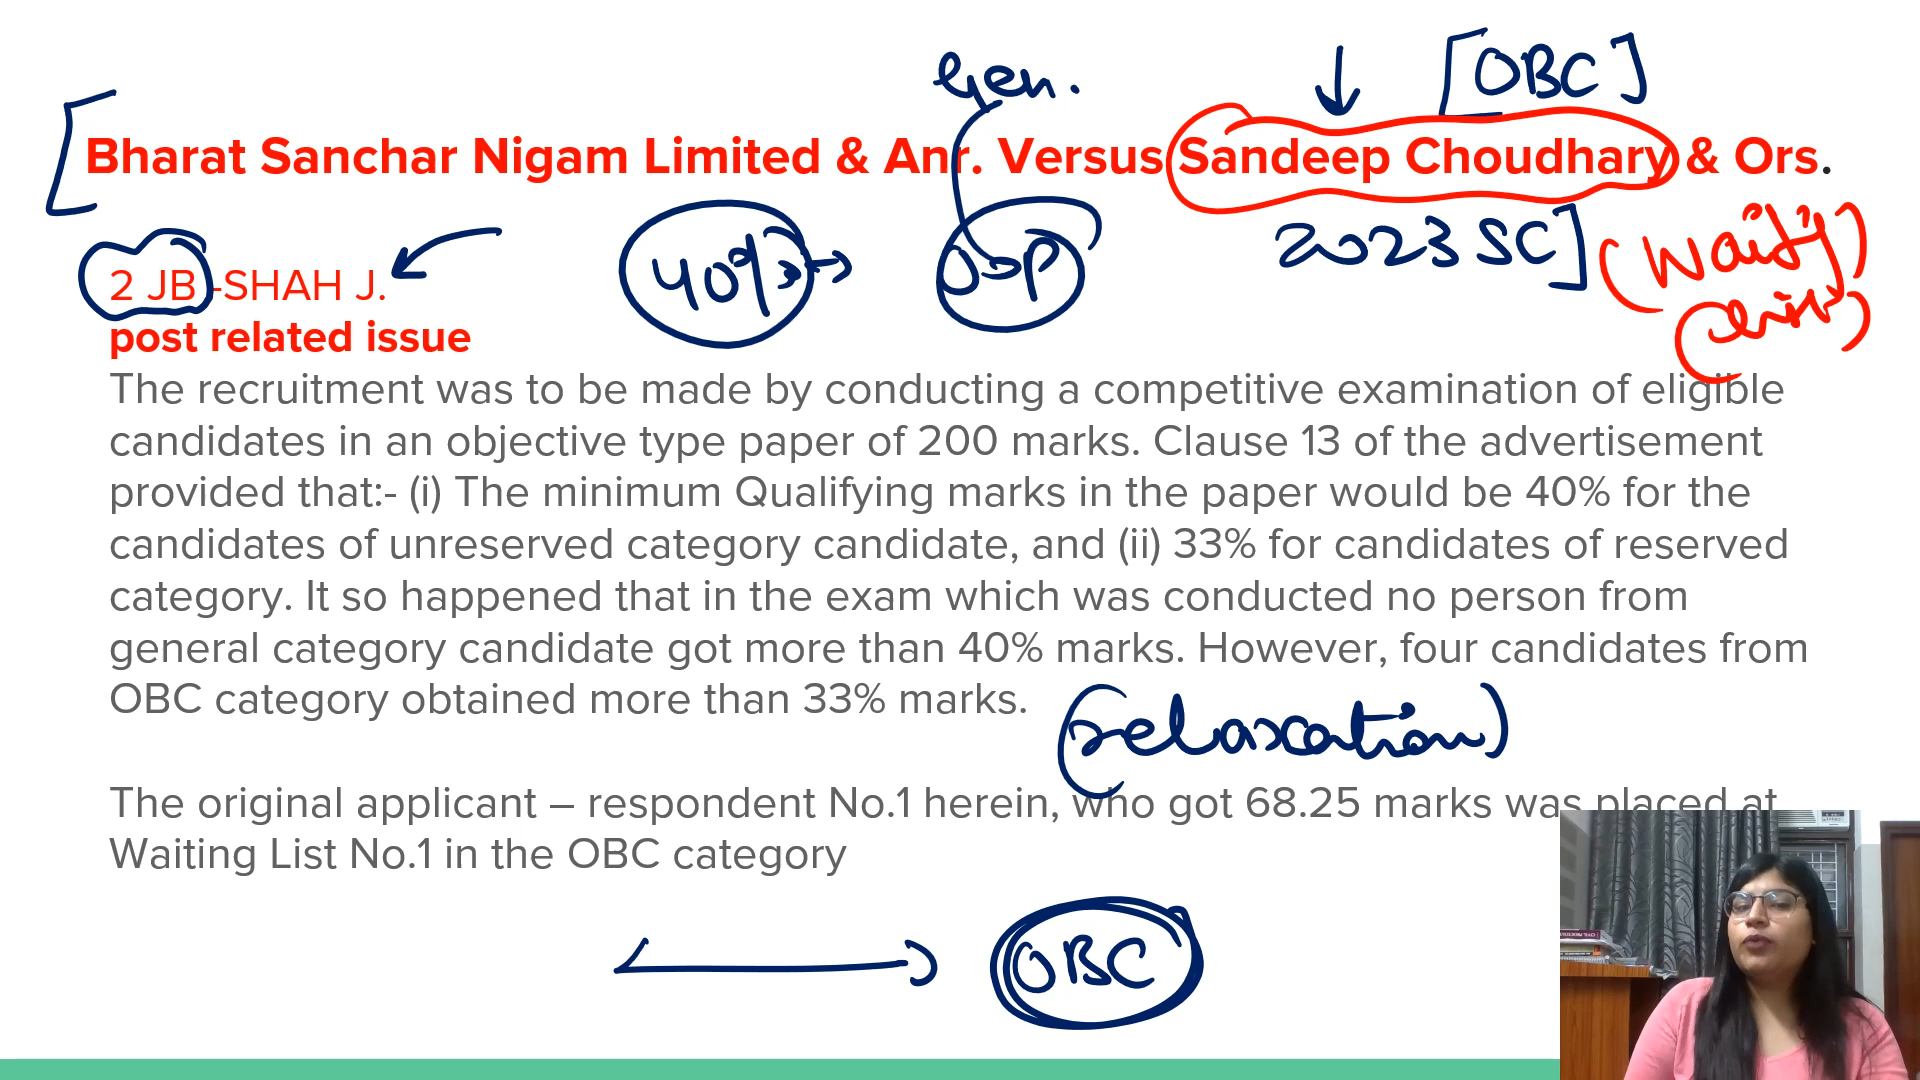 Gen.
[OBC]
Bharat Sanchar Nigam Limited & Anr. Versus Sandeep Choudhary & Ors.
2023 SC]
(Waiting
2 JB -SHAH J.
40%
post related issue
The recruitment was to be made by conducting a competitive examination of eligible
candidates in an objective type paper of 200 marks. Clause 13 of the advertisement
provided that:- (i) The minimum Qualifying marks in the paper would be 40% for the
candidates of unreserved category candidate, and (ii) 33% for candidates of reserved
category. It so happened that in the exam which was conducted no person from
general category candidate got more than 40% marks. However, four candidates from
OBC category obtained more than 33% marks.
(relaxation)
The original applicant – respondent No.1 herein, who got 68.25 marks was placed at
Waiting List No.1 in the OBC category
OBC